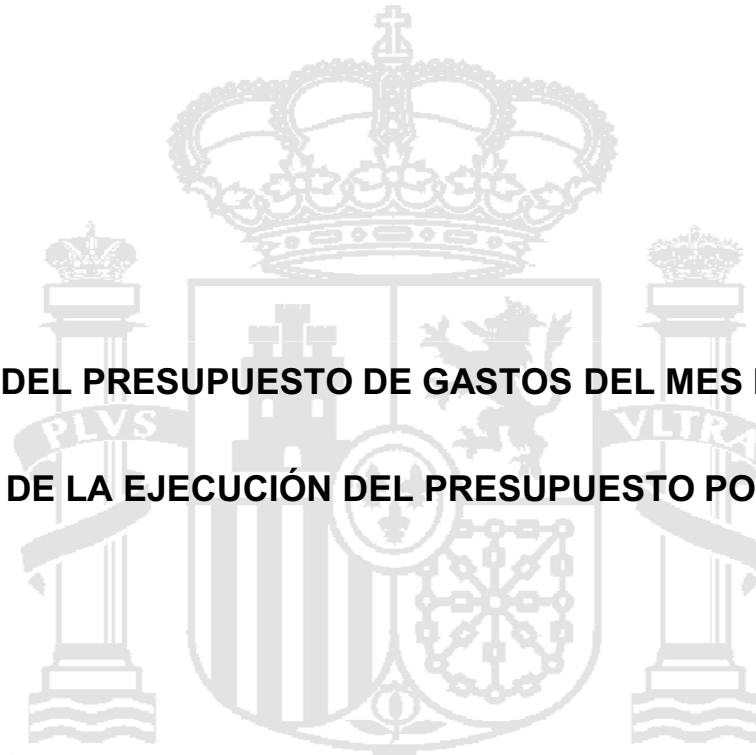 DEL PRESUPUESTO DE GASTOS DEL MES
PLVS
VLTRA
DE LA EJECUCIÓN DEL PRESUPUESTO PO